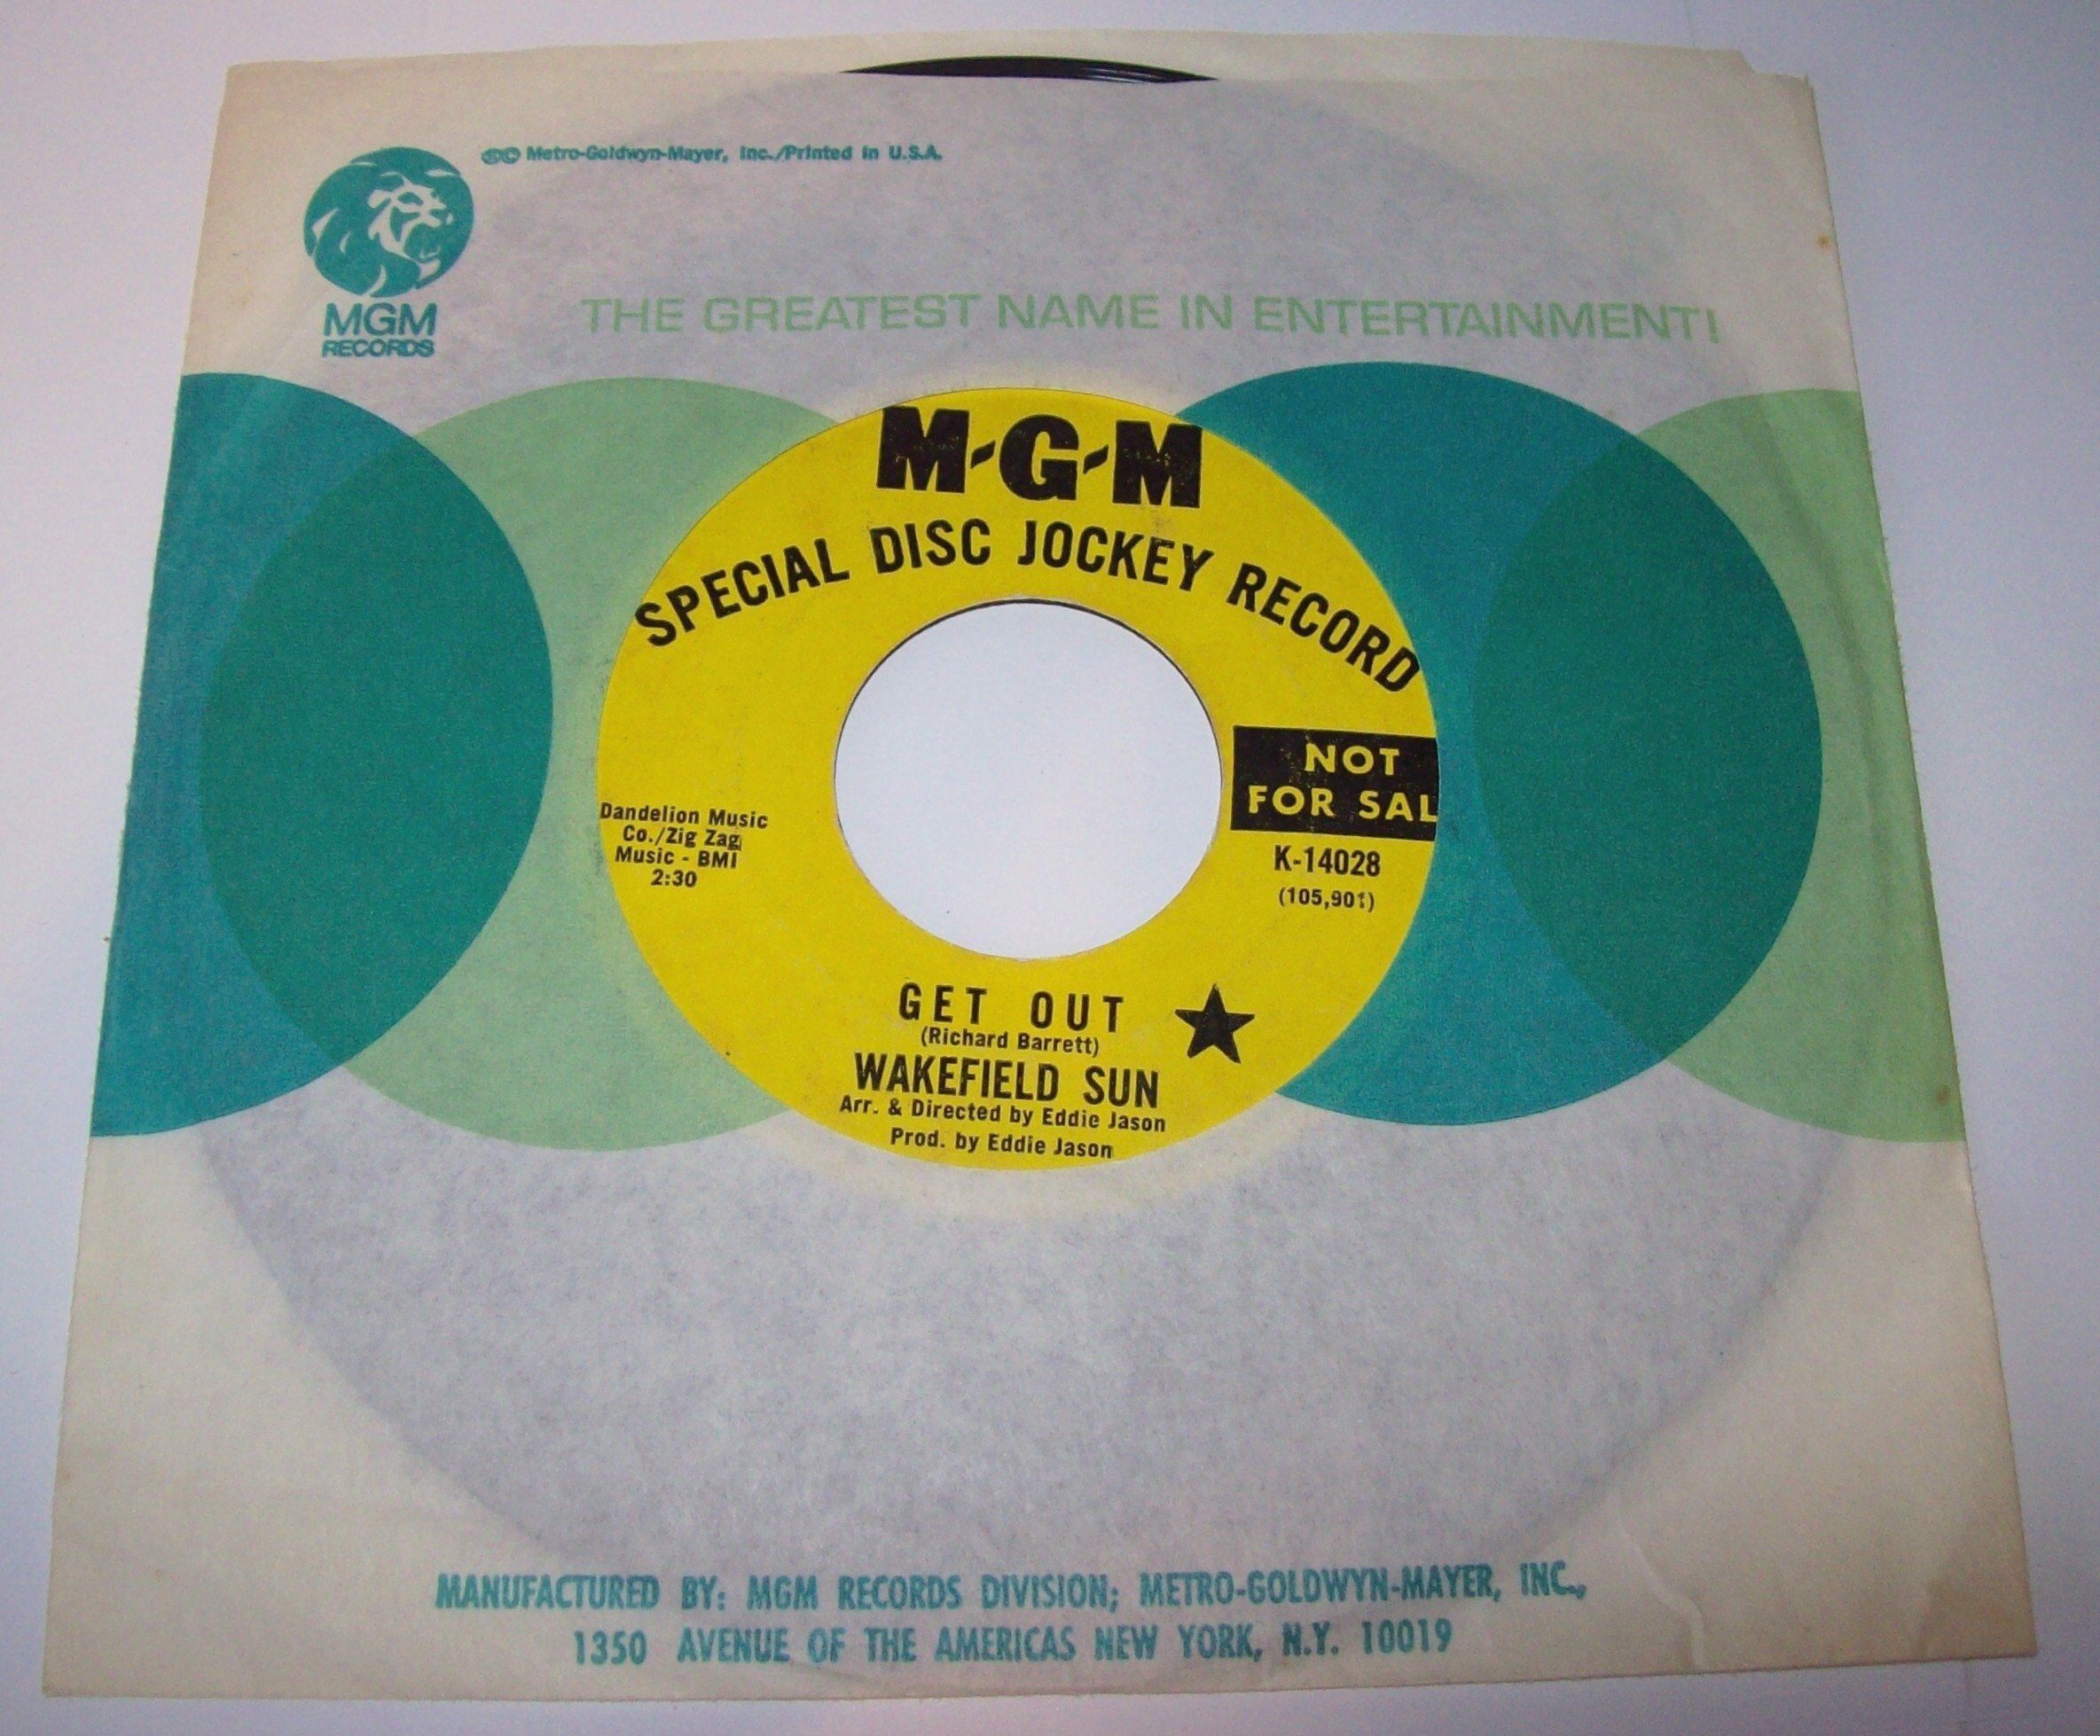 ®© Metro-Goldwyn-Mayer, Inc./Printed in U.S.A.
MGM
RECORDS
THE GREATEST NAME IN ENTERTAINMENT!
M-G-M
SPECIAL DISC JOCKEY RECORD
NOT
FOR SAL
Dandelion Music
Co./Zig Zag
Music - BMI
2:30
K-14028
(105,901)
GET OUT
(Richard Barrett)
WAKEFIELD SUN
Arr. & Directed by Eddie Jason
Prod. by Eddie Jason
MANUFACTURED BY: MGM RECORDS DIVISION; METRO-GOLDWYN-MAYER, INC.,
1350 AVENUE OF THE AMERICAS NEW YORK, N.Y. 10019